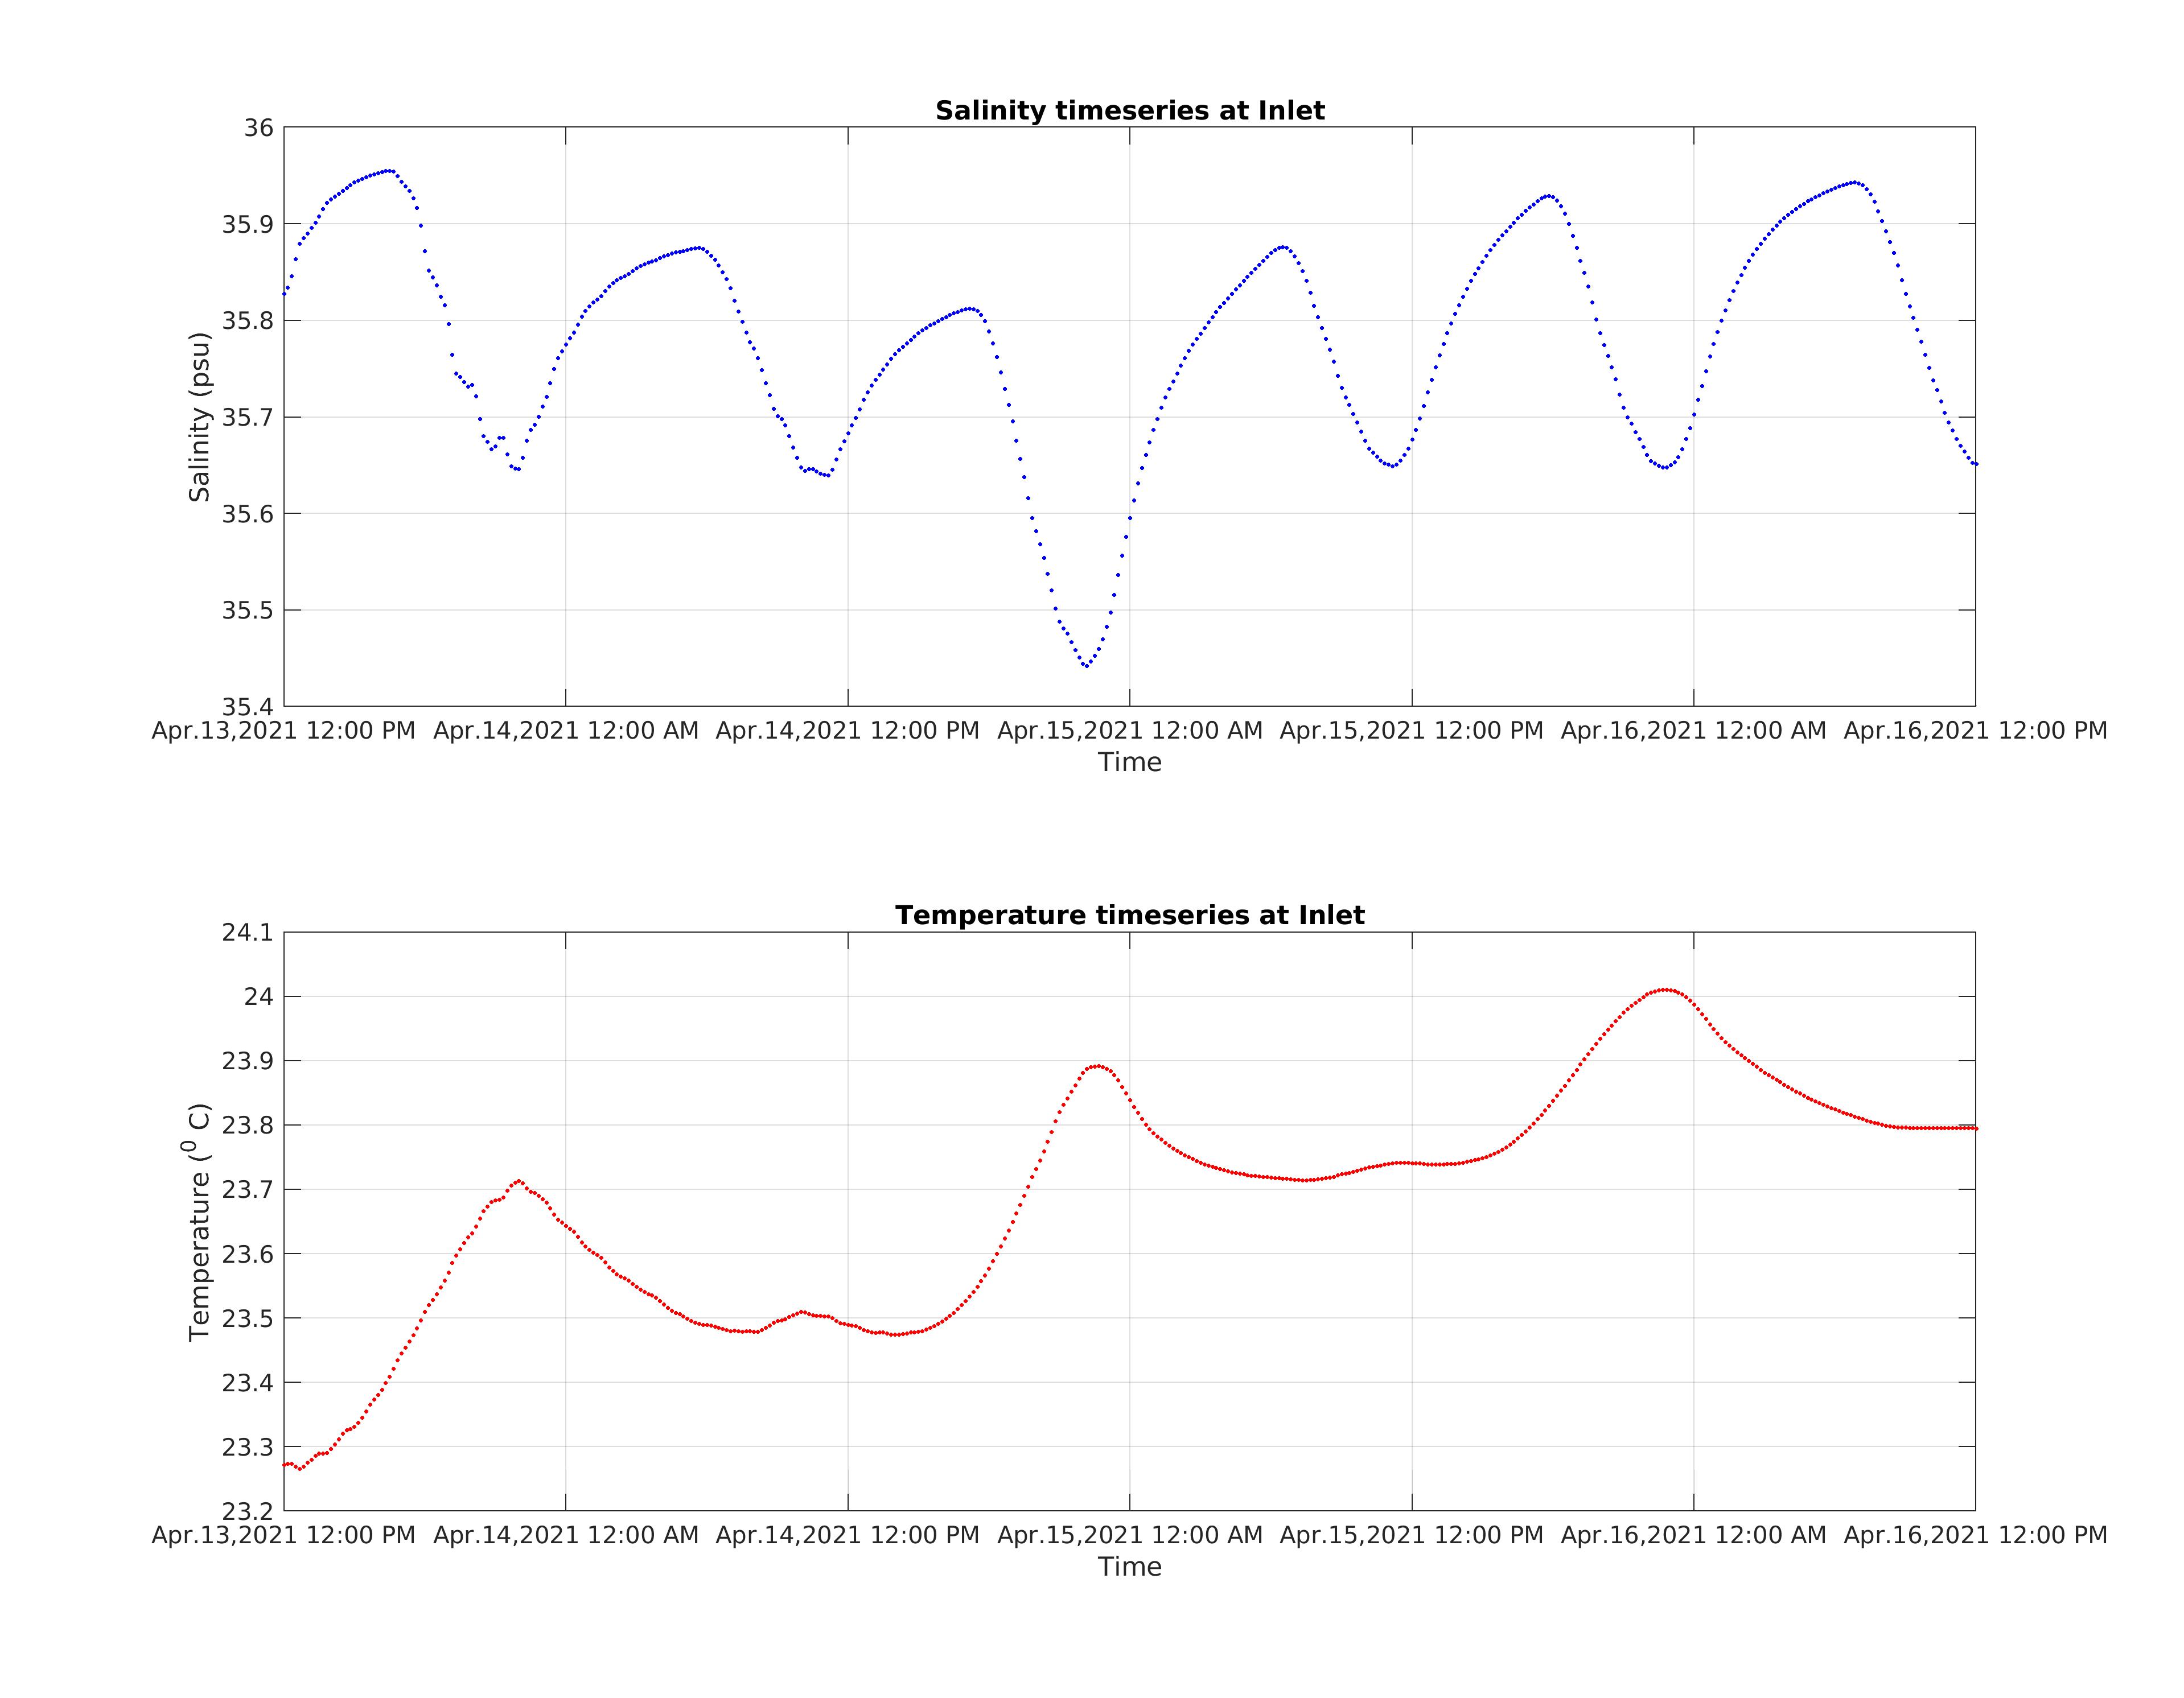 Salinity timeseries at Inlet
36
35.9
35.8
35.7
35.6
35.5
35.4
Salinity (psu)
Apr.13,2021 12:00 PM Apr.14,2021 12:00 AM Apr.14,2021 12:00 PM Apr.15,2021 12:00 AM Apr.15,2021 12:00 PM Apr.16,2021 12:00 AM Apr.16,2021 12:00 PM
Time
Temperature timeseries at Inlet
24.1
24
23.9
23.8
23.7
23.6
23.5
23.4
23.3
23.2
Temperature (⁰ C)
Apr.13,2021 12:00 PM Apr.14,2021 12:00 AM Apr.14,2021 12:00 PM Apr.15,2021 12:00 AM Apr.15,2021 12:00 PM Apr.16,2021 12:00 AM Apr.16,2021 12:00 PM
Time